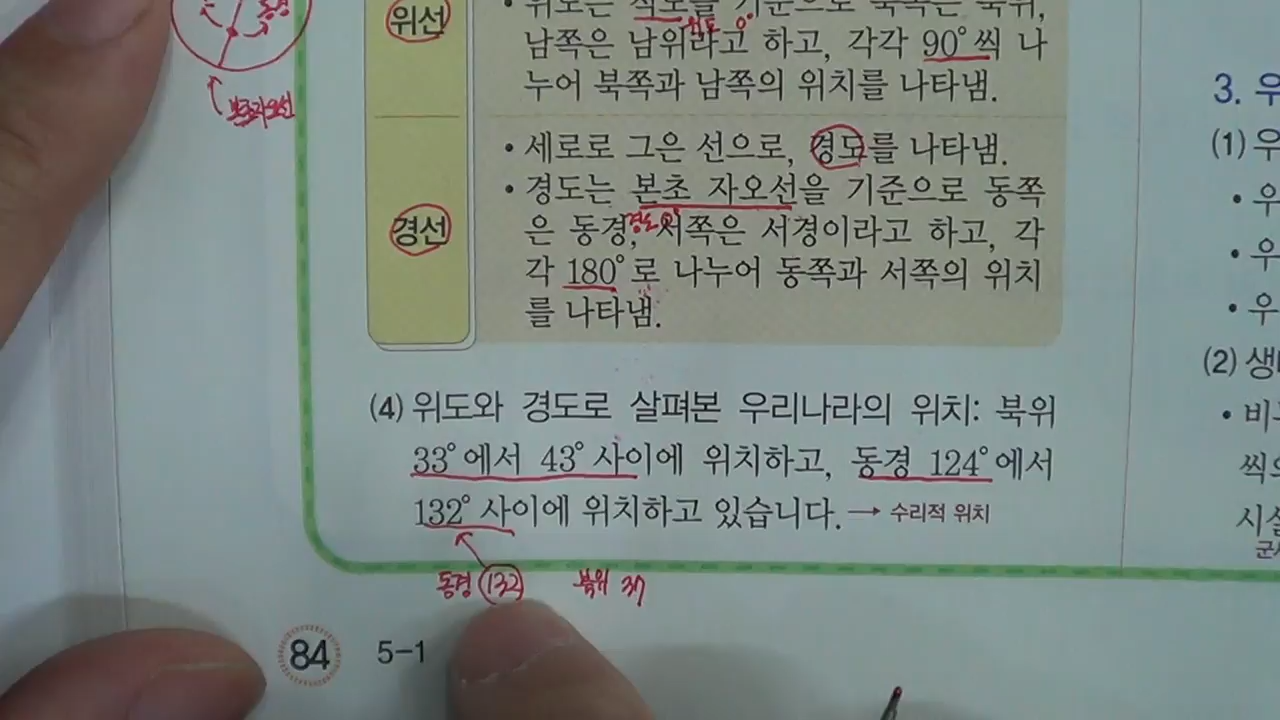 위선
• 위도는 적도를 기준으로 북쪽은 북위,
남쪽은 남위라고 하고, 각각 90°씩 나
누어 북쪽과 남쪽의 위치를 나타냄.
본초자오선
경선
• 세로로 그은 선으로, 경도를 나타냄.
• 경도는 본초 자오선을 기준으로 동쪽
은 동경, 서쪽은 서경이라고 하고, 각
각 180°로 나누어 동쪽과 서쪽의 위치
를 나타냄.
(4) 위도와 경도로 살펴본 우리나라의 위치: 북위
33°에서 43° 사이에 위치하고, 동경 124°에서
132° 사이에 위치하고 있습니다. → 수리적 위치
동경 132 북위 37
84 5-1
3. 우
(1) 우
• 우
• 우
• 우
(2) 생
• 비
씩
시설